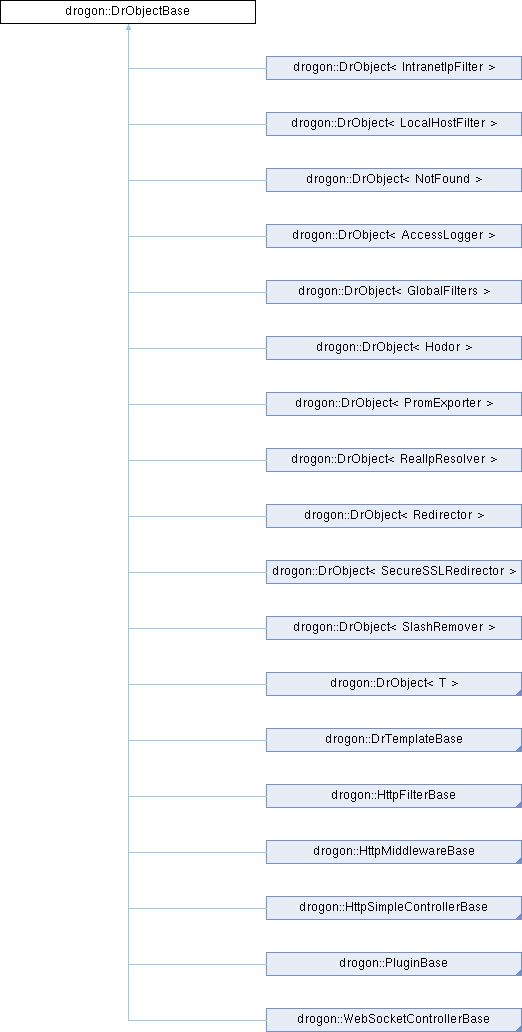 drogon::DrObjectBase
drogon::DrObject< IntranetIpFilter >
drogon::DrObject< LocalHostFilter >
drogon::DrObject< NotFound >
drogon::DrObject< AccessLogger >
drogon::DrObject< GlobalFilters >
drogon::DrObject< Hodor >
drogon::DrObject< PromExporter >
drogon::DrObject< RealIpResolver >
drogon::DrObject< Redirector >
drogon::DrObject< SecureSSLRedirector >
drogon::DrObject< SlashRemover >
drogon::DrObject< T >
drogon::DrTemplateBase
drogon::HttpFilterBase
drogon::HttpMiddlewareBase
drogon::HttpSimpleControllerBase
drogon::PluginBase
drogon::WebSocketControllerBase